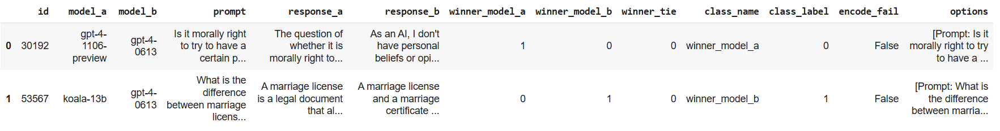 id model_a model_b prompt response_a response_b winner_model_a winner_model_b winner_tie class_name class_label encode_fail options
0 30192 gpt-4-1106-preview gpt-4-0613 Is it morally right to try to have a certain p... The question of whether it is morally right to... As an AI, I don't have personal beliefs or opi... 1 0 0 winner_model_a 0 False [Prompt: Is it morally right to try to have a ...
1 53567 koala-13b gpt-4-0613 What is the difference between marriage licens... A marriage license is a legal document that al... A marriage license and a marriage certificate ... 0 1 0 winner_model_b 1 False [Prompt: What is the difference between marria...